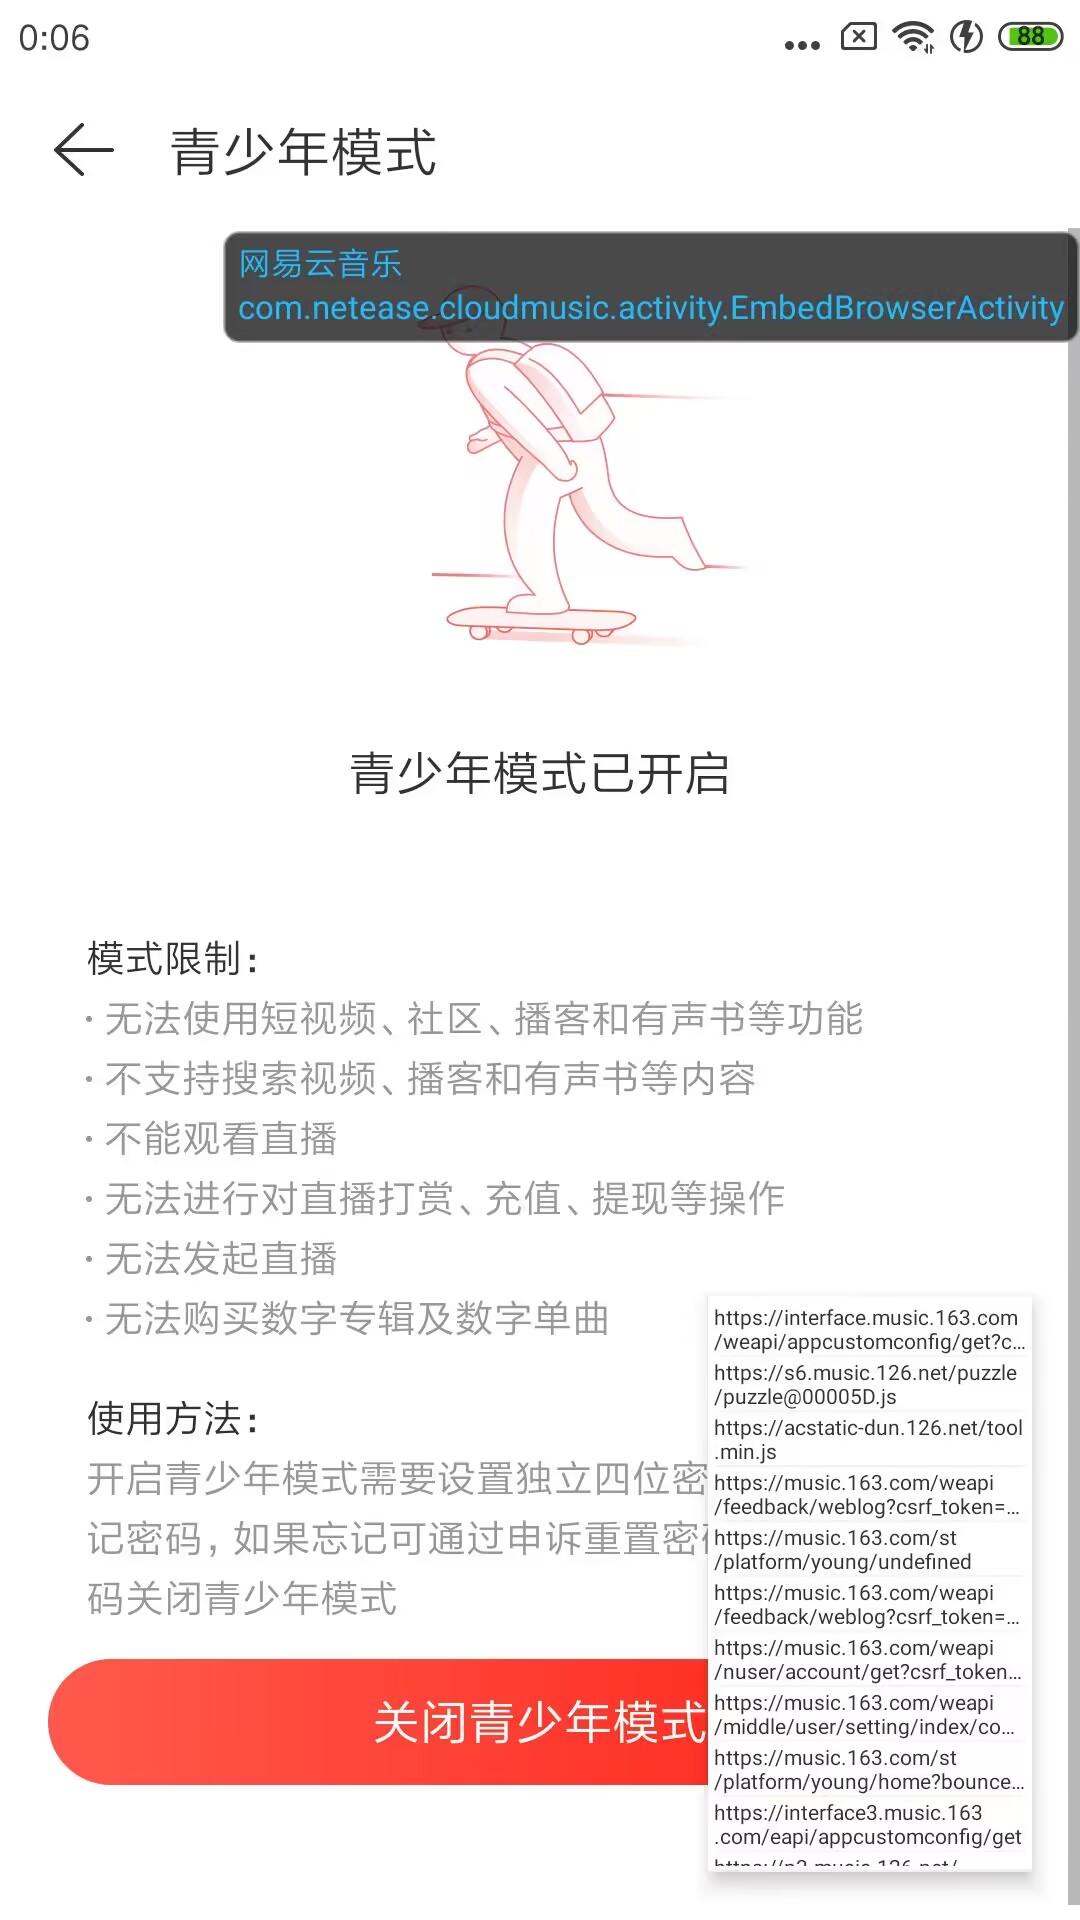 0:06
88
青少年模式
网易云音乐
com.netease.cloudmusic.activity.EmbedBrowserActivity
青少年模式已开启
模式限制：
· 无法使用短视频、社区、播客和有声书等功能
· 不支持搜索视频、播客和有声书等内容
· 不能观看直播
· 无法进行对直播打赏、充值、提现等操作
· 无法发起直播
· 无法购买数字专辑及数字单曲
使用方法：
开启青少年模式需要设置独立四位密
记密码，如果忘记可通过申诉重置密
码关闭青少年模式
关闭青少年模式
https://interface.music.163.com
/weapi/appcustomconfig/get?c...
https://s6.music.126.net/puzzle
/puzzle@00005D.js
https://acstatic-dun.126.net/tool
.min.js
https://music.163.com/weapi
/feedback/weblog?csrf_token=...
https://music.163.com/st
/platform/young/undefined
https://music.163.com/weapi
/feedback/weblog?csrf_token=...
https://music.163.com/weapi
/nuser/account/get?csrf_token...
https://music.163.com/weapi
/middle/user/setting/index/co...
https://music.163.com/st
/platform/young/home?bounce...
https://interface3.music.163
.com/eapi/appcustomconfig/get